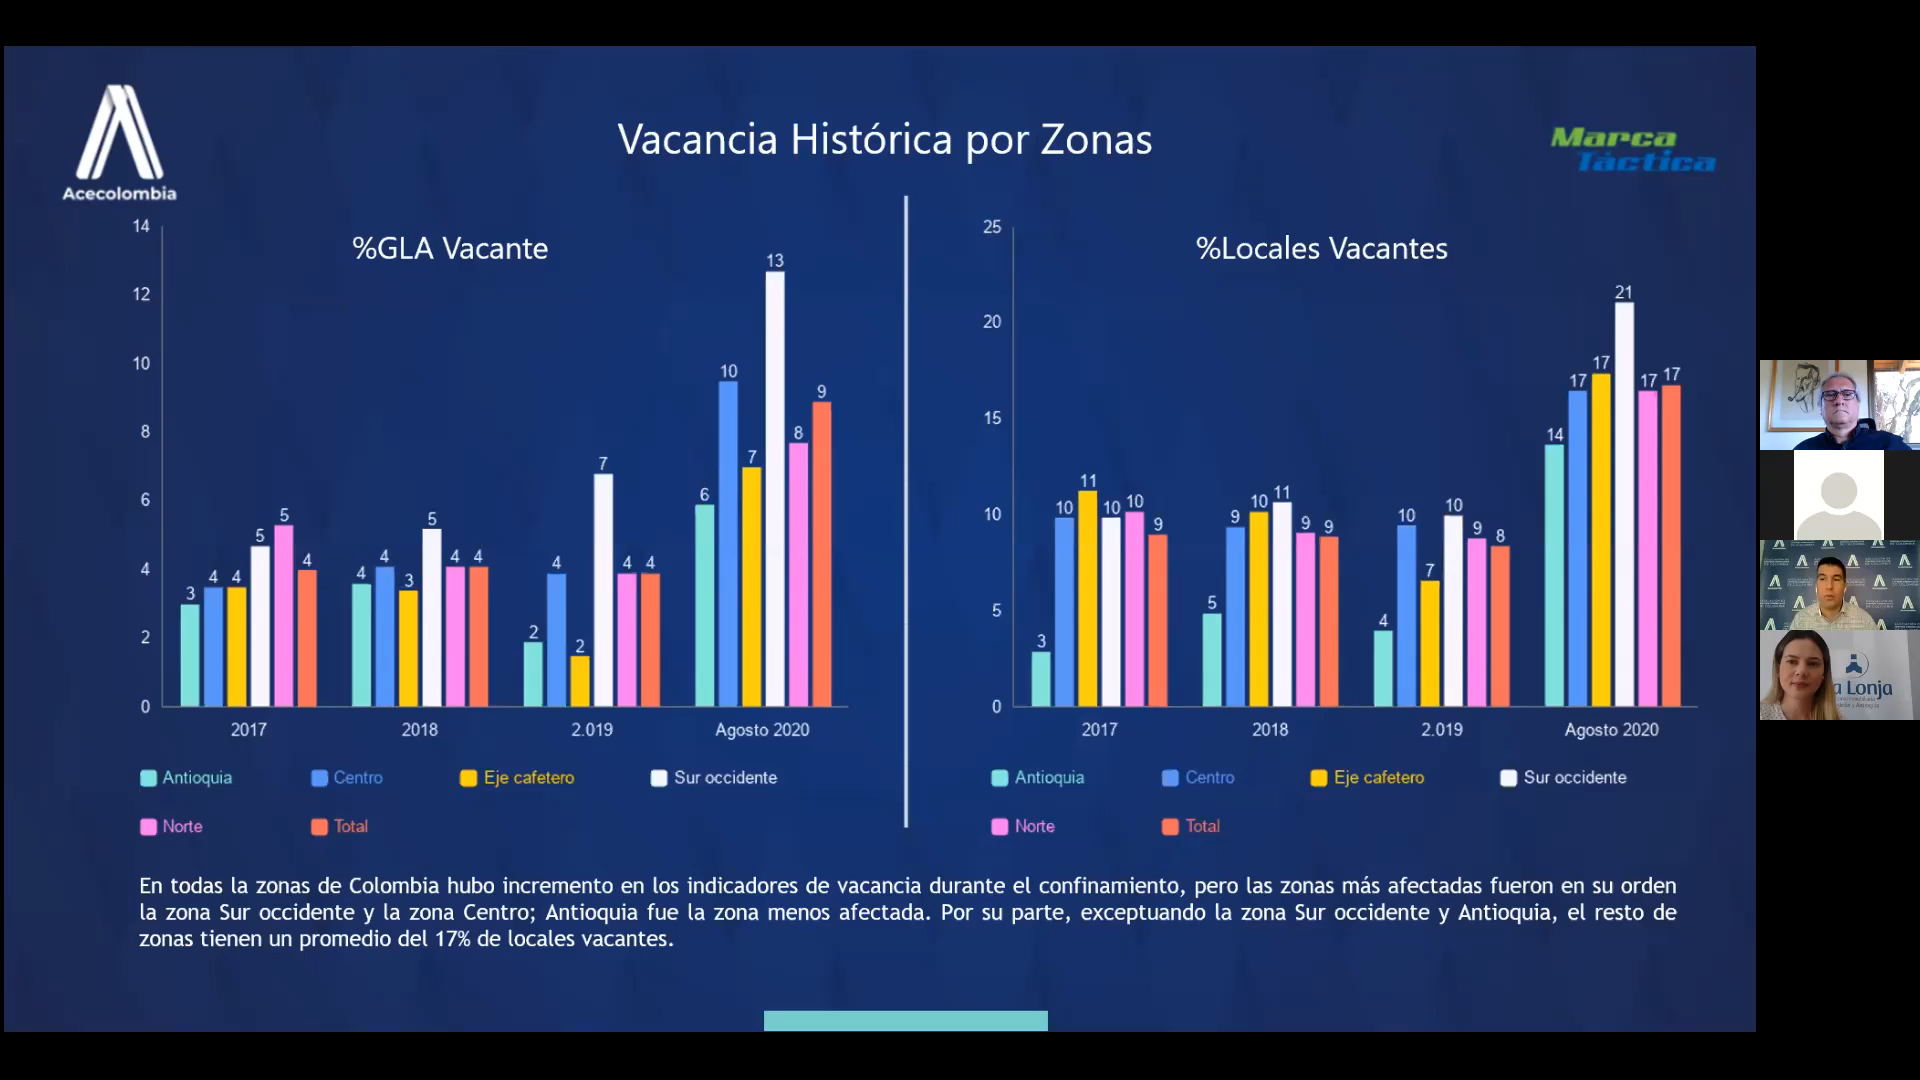 Vacancia Histórica por Zonas
Acecolombia
Marca
Táctica
%GLA Vacante
14
12
10
8
6
4
2
0
3 4 4 5 5 4
4 4 3 5 4 4
2 4 2 7 4 4
6 10 7 13 8 9
2017 2018 2.019 Agosto 2020
Antioquia Centro Eje cafetero Sur occidente
Norte Total
%Locales Vacantes
25
20
15
10
5
0
3 10 11 10 10 9
5 9 10 11 9 9
4 10 7 10 9 8
14 17 17 21 17 17
2017 2018 2.019 Agosto 2020
Antioquia Centro Eje cafetero Sur occidente
Norte Total
En todas la zonas de Colombia hubo incremento en los indicadores de vacancia durante el confinamiento, pero las zonas más afectadas fueron en su orden
la zona Sur occidente y la zona Centro; Antioquia fue la zona menos afectada. Por su parte, exceptuando la zona Sur occidente y Antioquia, el resto de
zonas tienen un promedio del 17% de locales vacantes.
a Lonja